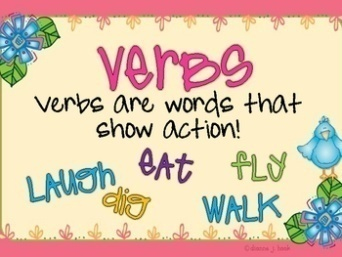 Verbs
Verbs are words that
show action!
eat
fly
Laugh
dig
walk